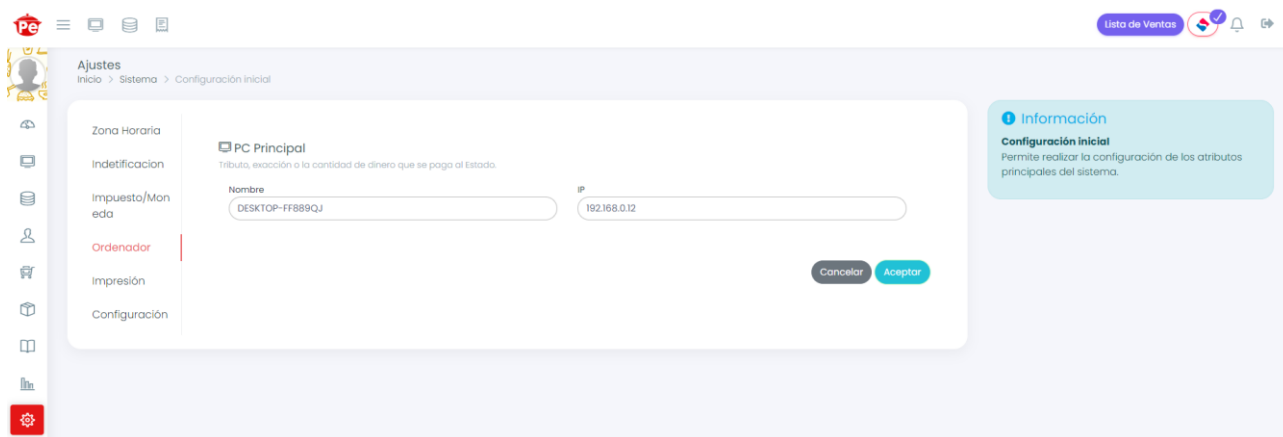 Pe
Lista de Ventas
Ajustes
Inicio > Sistema > Configuración inicial
Zona Horaria
Indetificacion
Impuesto/Mon
eda
Ordenador
Impresión
Configuración
PC Principal
Tributo, exacción o la cantidad de dinero que se paga al Estado.
Nombre
IP
DESKTOP-FF889QJ
192.168.0.12
Cancelar
Aceptar
Información
Configuración inicial
Permite realizar la configuración de los atributos
principales del sistema.